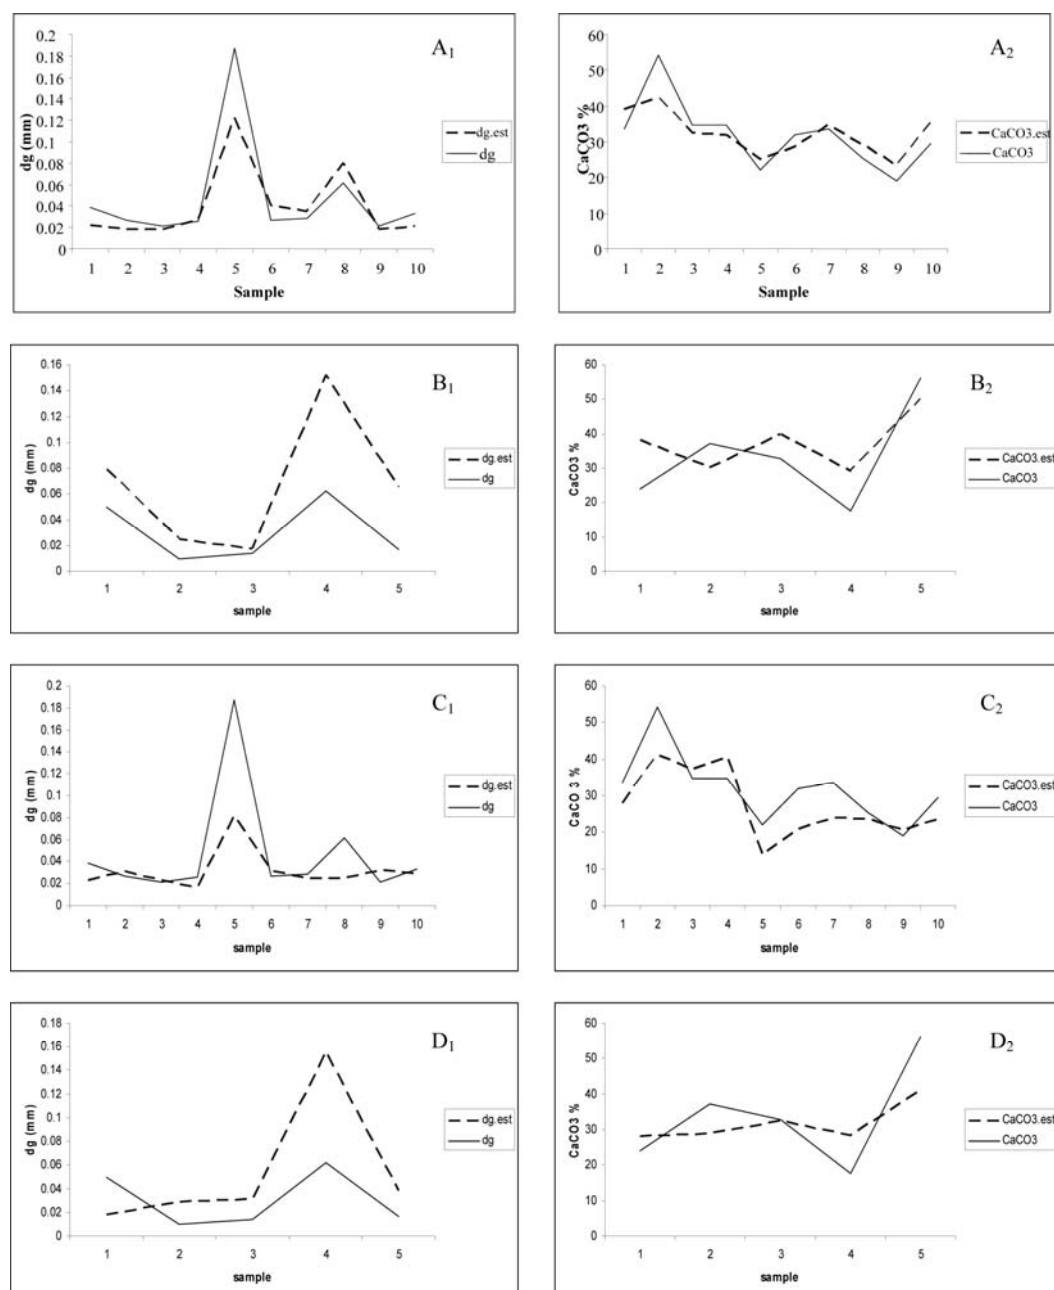 A1
0.2
0.18
0.16
0.14
0.12
0.1
0.08
0.06
0.04
0.02
0
dg (mm)
1 2 3 4 5 6 7 8 9 10
Sample
dg.est
dg
A2
60
50
40
30
20
10
0
CaCO3 %
1 2 3 4 5 6 7 8 9 10
Sample
CaCO3.est
CaCO3
B1
0.16
0.14
0.12
0.1
0.08
0.06
0.04
0.02
0
dg (mm)
1 2 3 4 5
sample
dg.est
dg
B2
60
50
40
30
20
10
0
CaCO3 %
1 2 3 4 5
sample
CaCO3.est
CaCO3
C1
0.2
0.18
0.16
0.14
0.12
0.1
0.08
0.06
0.04
0.02
0
dg (mm)
1 2 3 4 5 6 7 8 9 10
sample
dg.est
dg
C2
60
50
40
30
20
10
0
CaCO 3 %
1 2 3 4 5 6 7 8 9 10
sample
CaCO3.est
CaCO3
D1
0.18
0.16
0.14
0.12
0.1
0.08
0.06
0.04
0.02
0
dg (mm)
1 2 3 4 5
sample
dg.est
dg
D2
60
50
40
30
20
10
0
CaCO3 %
1 2 3 4 5
sample
CaCO3.est
CaCO3